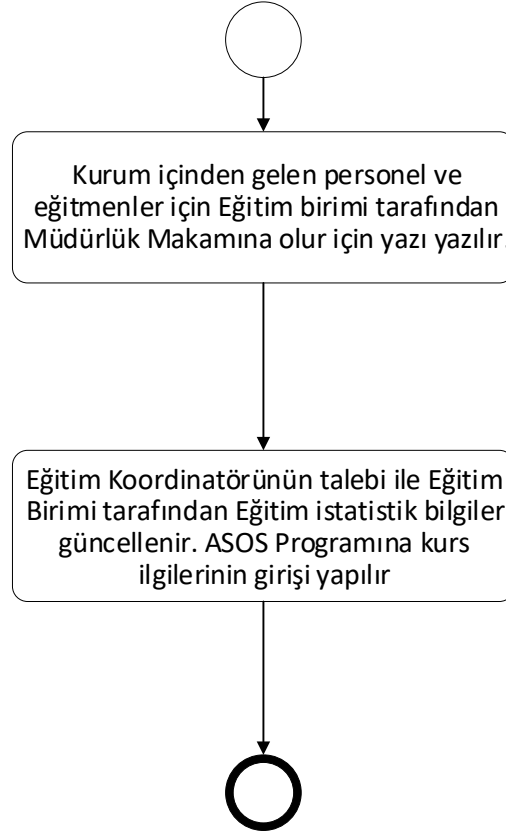 Kurum içinden gelen personel ve
eğitmenler için Eğitim birimi tarafından
Müdürlük Makamına olur için yazı yazılır.
Eğitim Koordinatörünün talebi ile Eğitim
Birimi tarafından Eğitim istatistik bilgiler
güncellenir. ASOS Programına kurs
ilgilerinin girişi yapılır